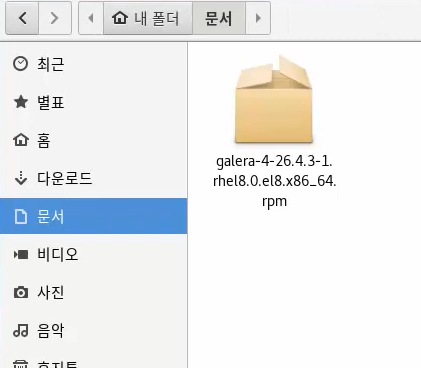 내 폴더
문서
최근
별표
홈
다운로드
문서
비디오
사진
음악
galera-4-26.4.3-1.
rhel8.0.el8.x86_64.
rpm